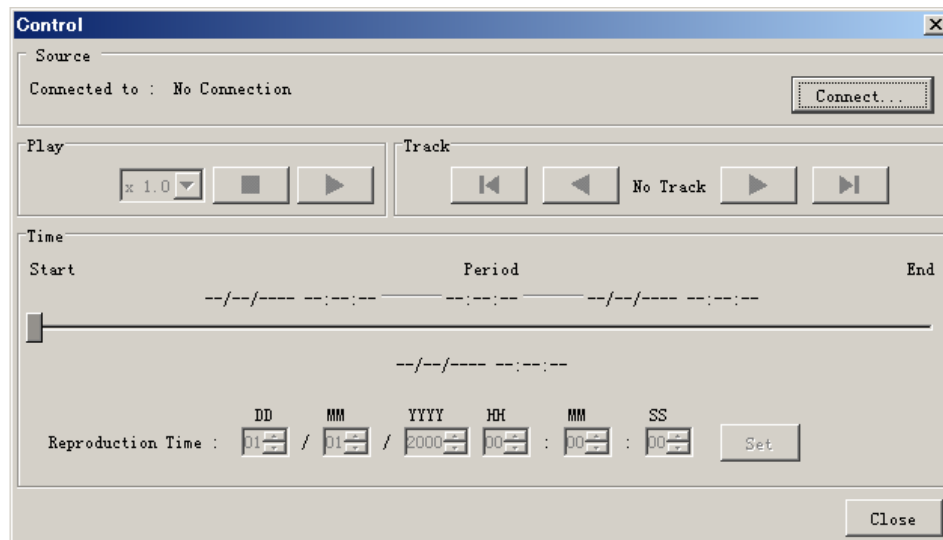 Control
Source
Connected to : No Connection
Connect...
Play
Track
x 1.0
No Track
Time
Start Period End
--/--/---- --:--:-- --:--:-- --/--/---- --:--:--
--/--/---- --:--:--
DD MM YYYY HH MM SS
Reproduction Time : 01 / 01 / 2000 00 : 00 : 00 Set
Close